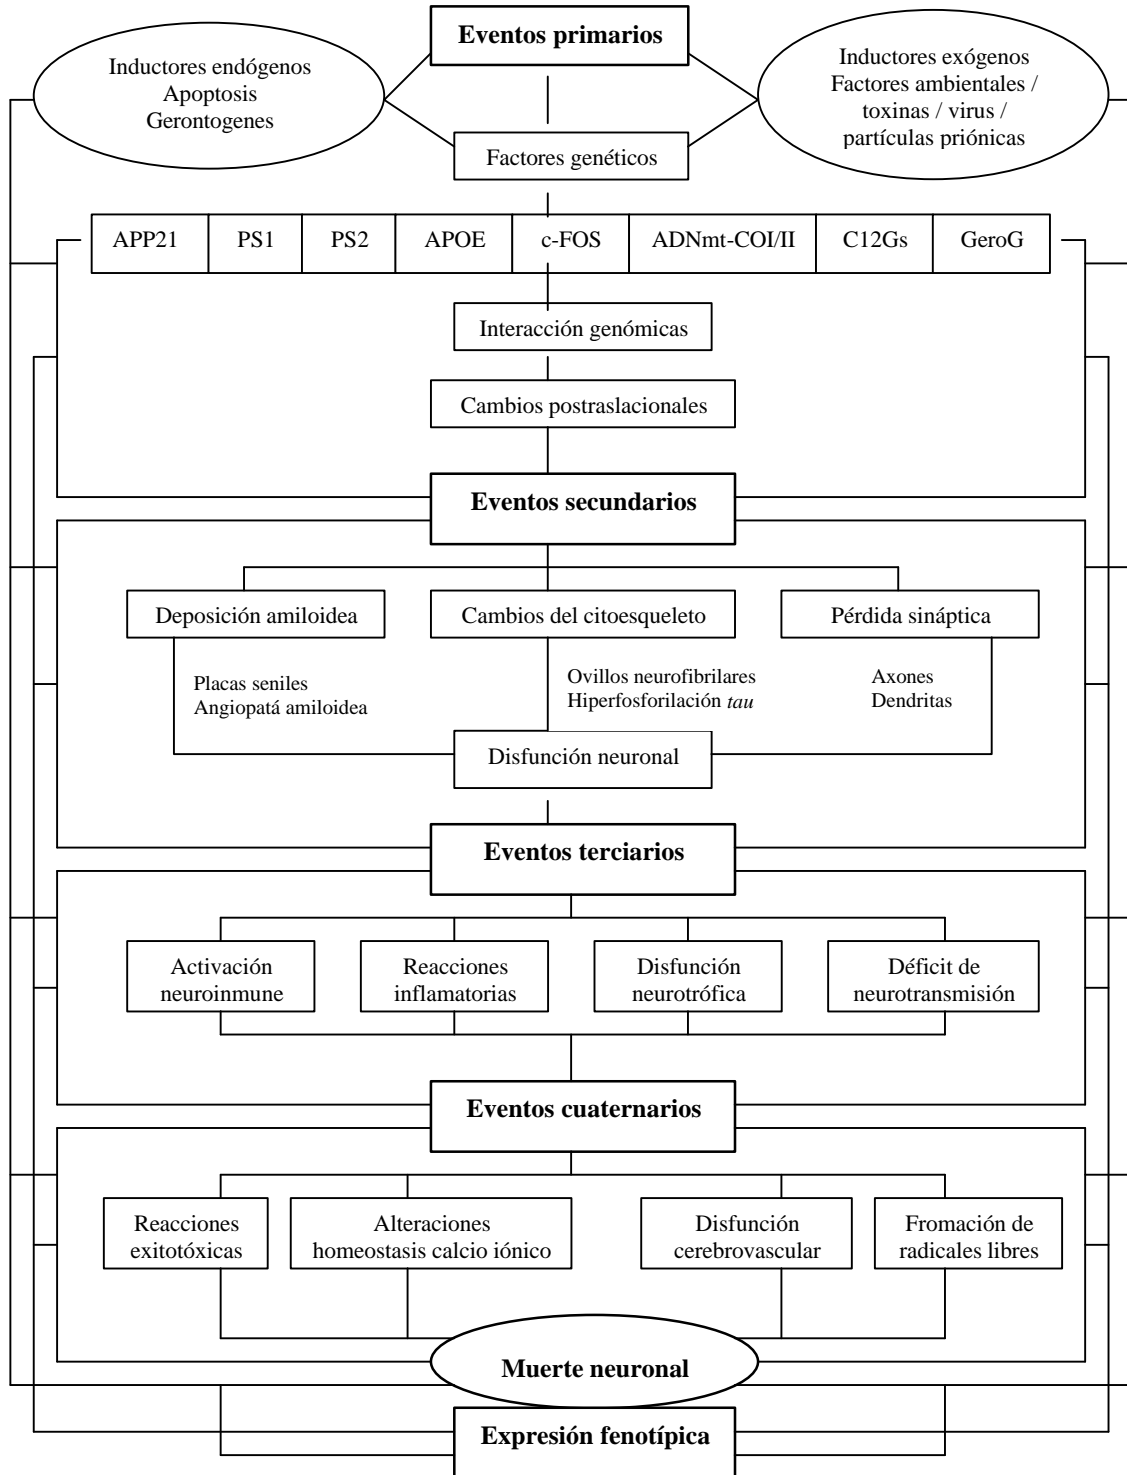 Eventos primarios
Inductores endógenos
Apoptosis
Gerontogenes
Inductores exógenos
Factores ambientales /
toxinas / virus /
partículas priónicas
Factores genéticos
APP21 PS1 PS2 APOE c-FOS ADNmt-COI/II C12Gs GeroG
Interacción genómicas
Cambios postraslacionales
Eventos secundarios
Deposición amiloidea
Cambios del citoesqueleto
Pérdida sináptica
Placas seniles
Angiopatá amiloidea
Ovillos neurofibrilares
Hiperfosforilación tau
Axones
Dendritas
Disfunción neuronal
Eventos terciarios
Activación
neuroinmune
Reacciones
inflamatorias
Disfunción
neurotrófica
Déficit de
neurotransmisión
Eventos cuaternarios
Reacciones
exitotóxicas
Alteraciones
homeostasis calcio iónico
Disfunción
cerebrovascular
Fromación de
radicales libres
Muerte neuronal
Expresión fenotípica